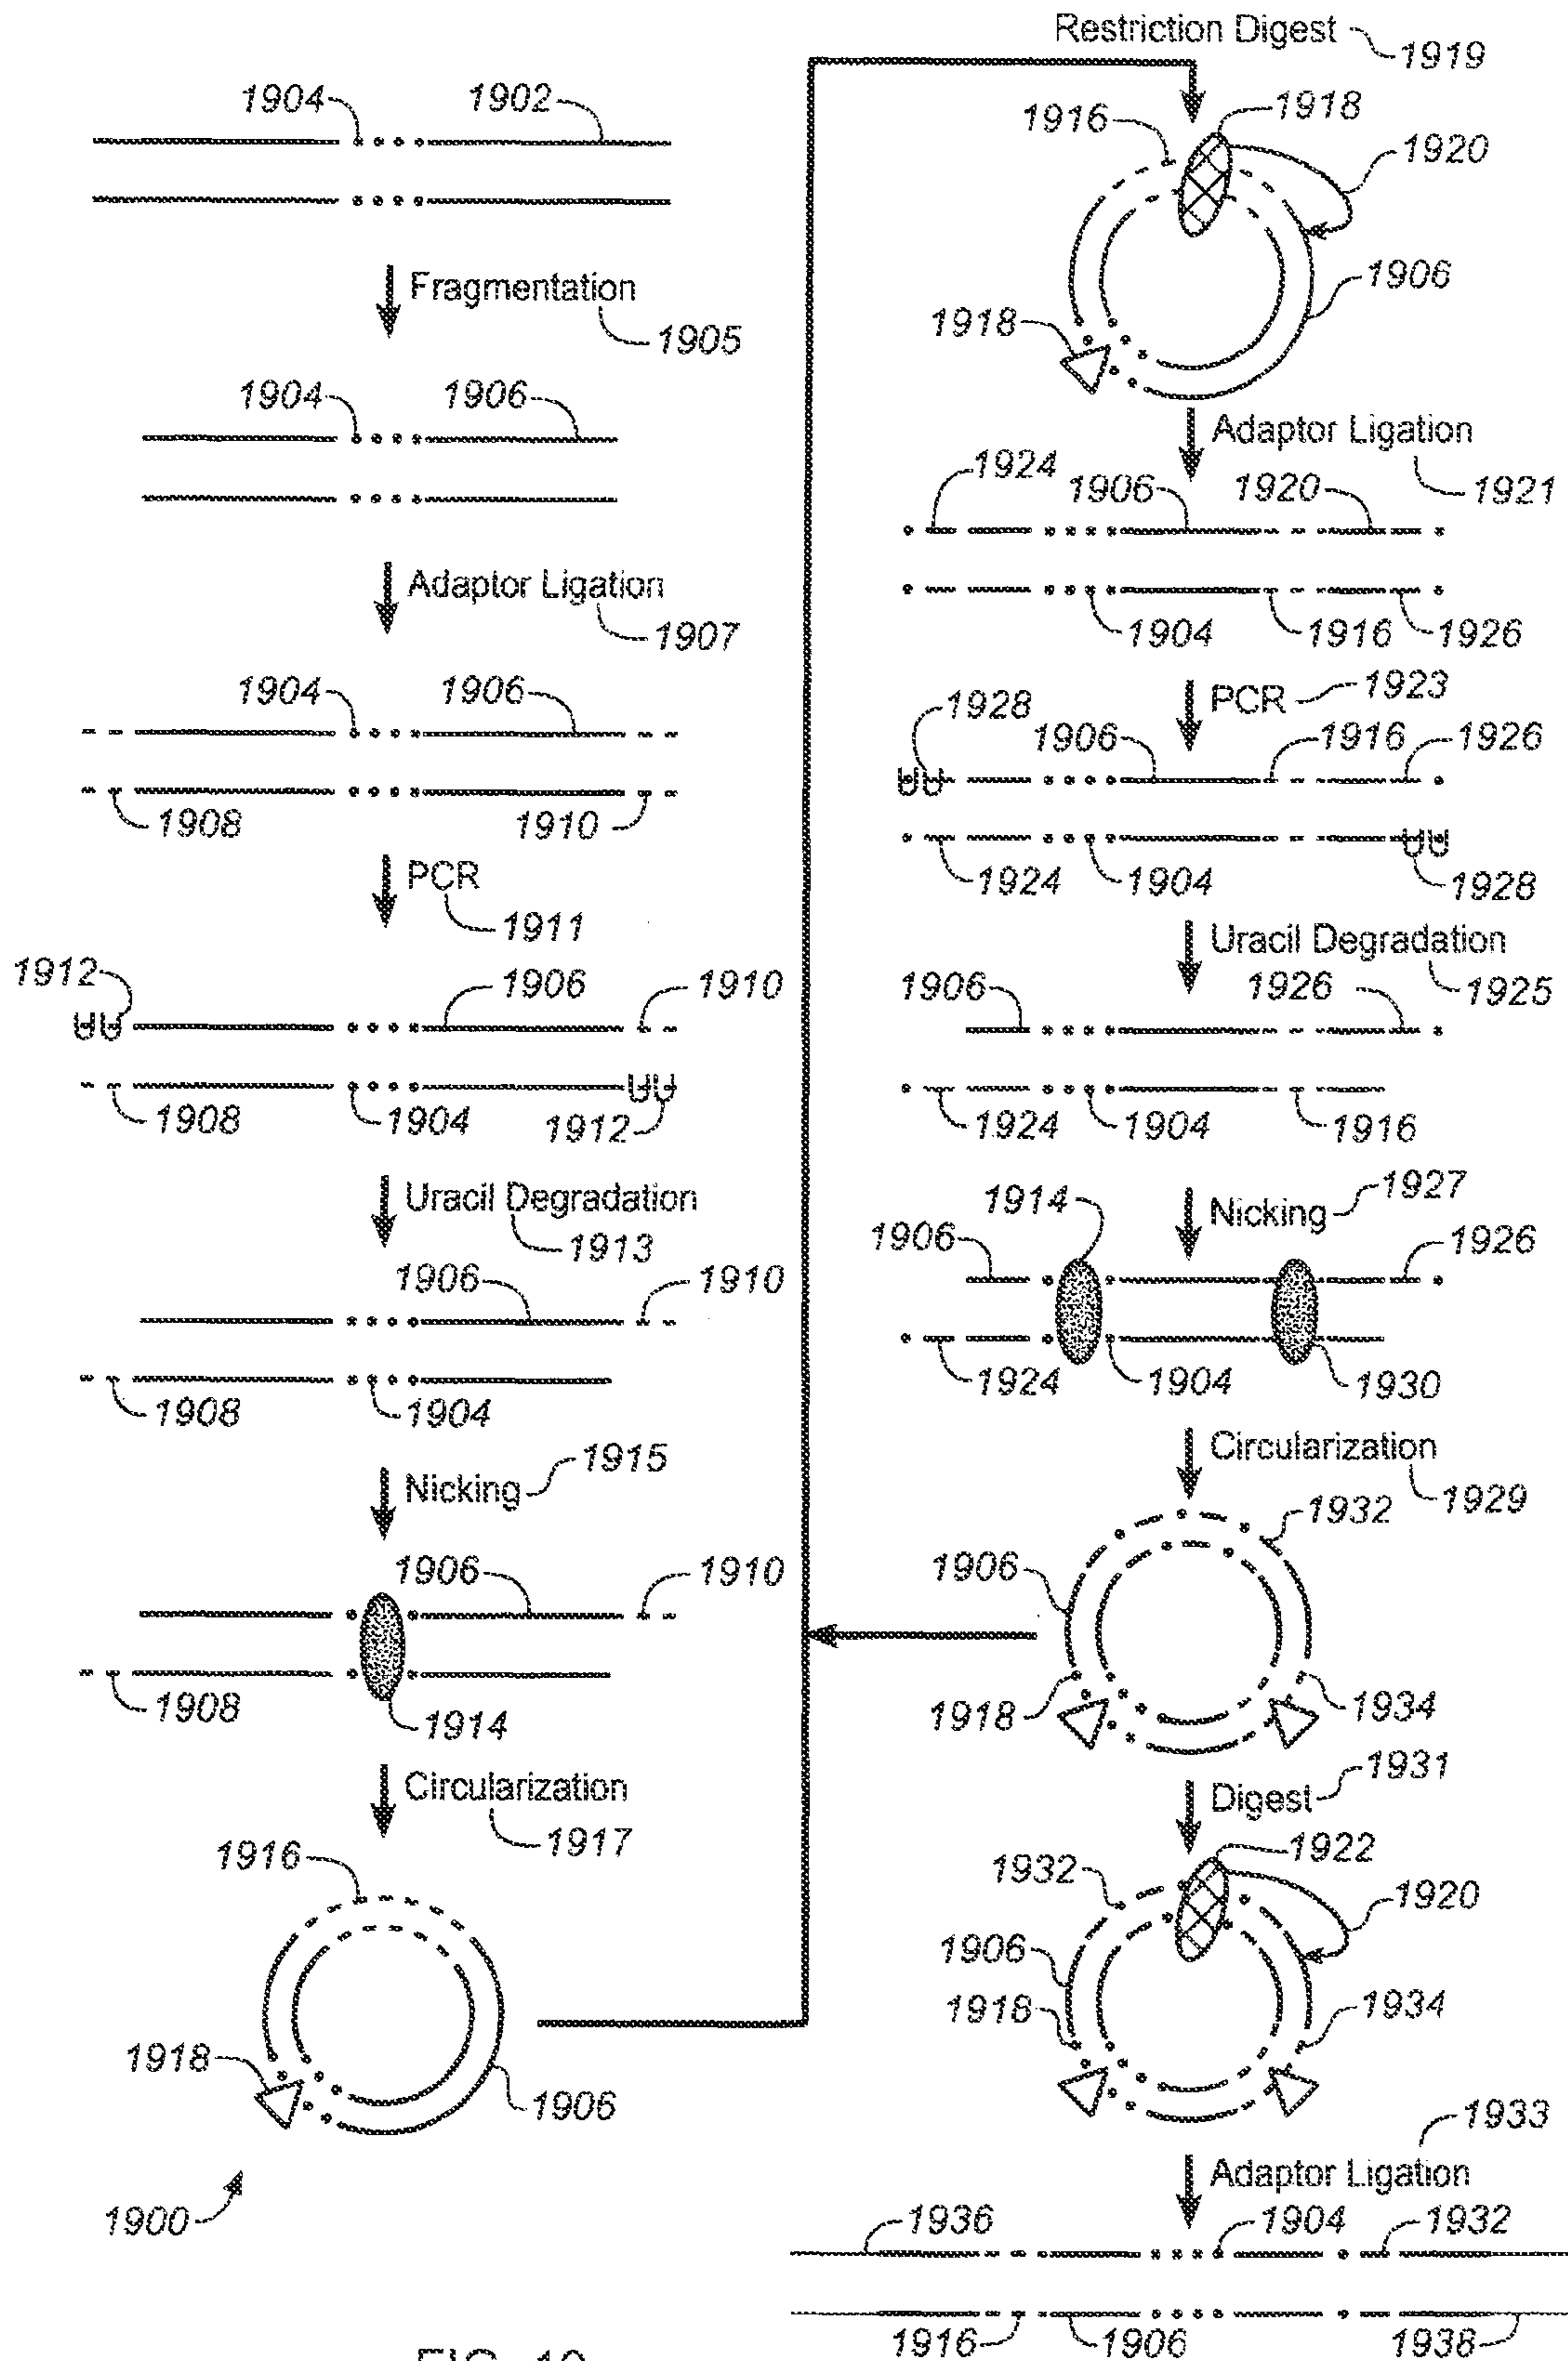 1904 1902
Fragmentation
1905
1904 1906
Adaptor Ligation
1907
1904 1906
1908 1910
PCR
1911
1912 1906 1910
UU
UU
1908 1904 1912
Uracil Degradation
1913
1906 1910
1908 1904
1915
Nicking
1906 1910
1908 1914
Circularization
1917
1916
1918
1906
1900
Restriction Digest
1919
1916 1918
1920
1906
1918
Adaptor Ligation
1921
1924 1906 1920
1904 1916 1926
PCR 1923
1928 1906 1916 1926
UU
UU
1924 1904 1928
Uracil Degradation
1925
1906 1926
1924 1904 1916
1914 Nicking 1927
1906 1926
1924 1904 1930
Circularization
1929
1932
1906
1918 1934
1931
Digest
1932 1922
1920
1906
1918 1934
1933
Adaptor Ligation
1936 1904 1932
1916 1906 1938